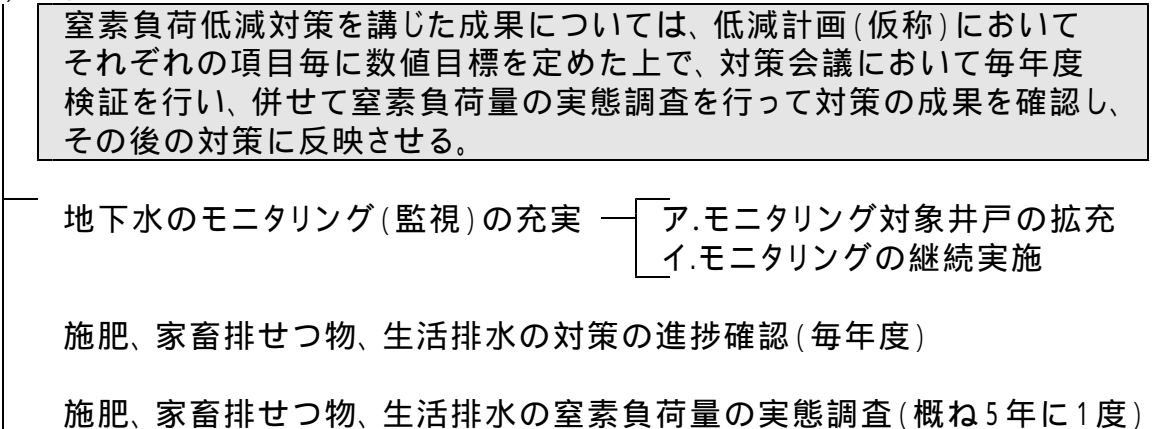 窒素負荷低減対策を講じた成果については、低減計画(仮称)において
それぞれの項目毎に数値目標を定めた上で、対策会議において毎年度
検証を行い、併せて窒素負荷量の実態調査を行って対策の成果を確認し、
その後の対策に反映させる。
地下水のモニタリング(監視)の充実 ア.モニタリング対象井戸の拡充
イ.モニタリングの継続実施
施肥、家畜排せつ物、生活排水の対策の進捗確認(毎年度)
施肥、家畜排せつ物、生活排水の窒素負荷量の実態調査(概ね5年に1度)